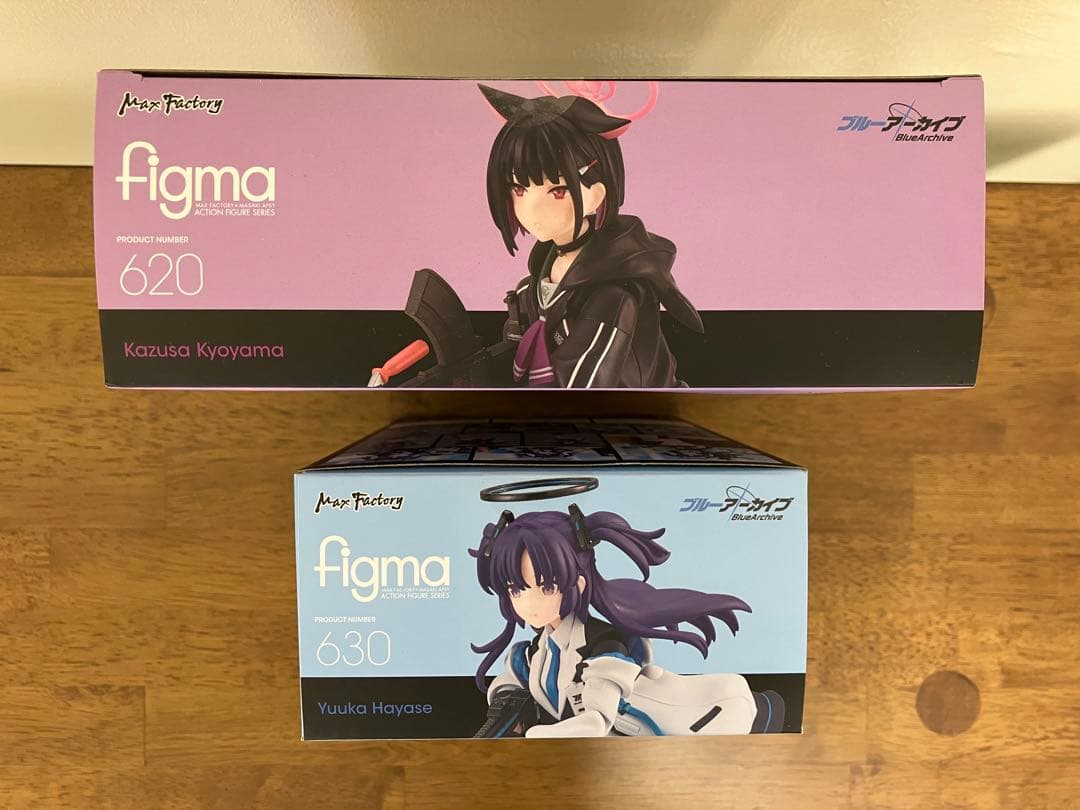 Max Factory
ブルーアーカイブ
BlueArchive
figma
MAX FACTORY × MASAKI APSY
ACTION FIGURE SERIES
PRODUCT NUMBER
620
Kazusa Kyoyama
Max Factory
ブルーアーカイブ
BlueArchive
figma
MAX FACTORY × MASAKI APSY
ACTION FIGURE SERIES
PRODUCT NUMBER
630
Yuuka Hayase